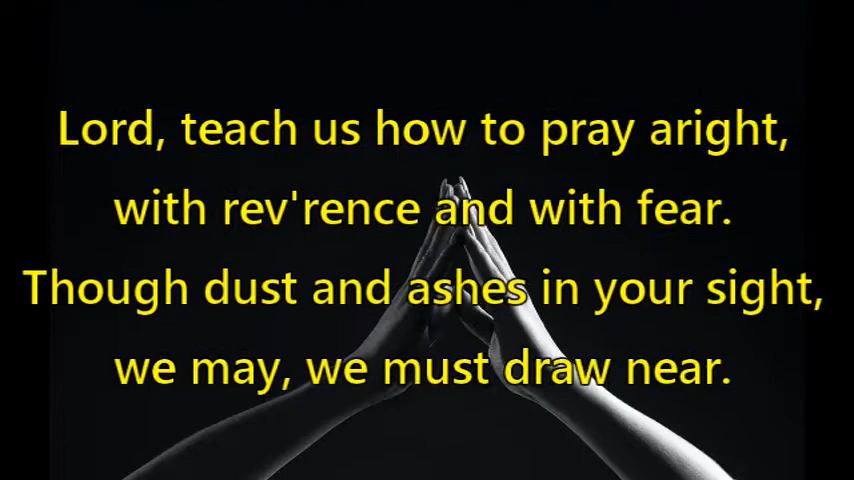 Lord, teach us how to pray aright,
with rev'rence and with fear.
Though dust and ashes in your sight,
we may, we must draw near.